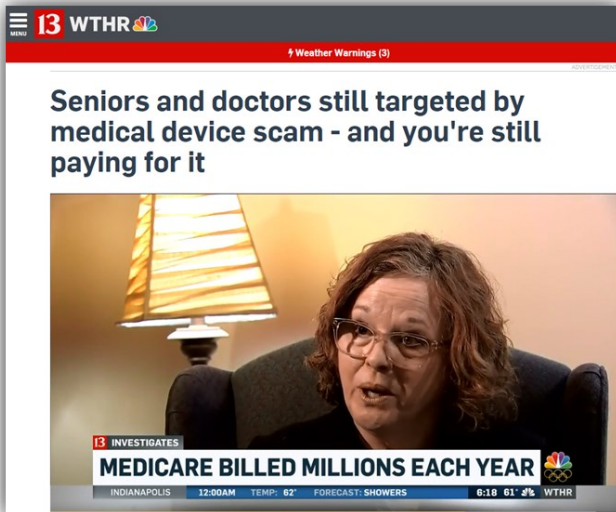 MENU
13 WTHR
Weather Warnings (3)
ADVERTISEMENT
Seniors and doctors still targeted by
medical device scam - and you're still
paying for it
13 INVESTIGATES
MEDICARE BILLED MILLIONS EACH YEAR
INDIANAPOLIS 12:00AM TEMP: 62° FORECAST: SHOWERS 6:18 61° WTHR